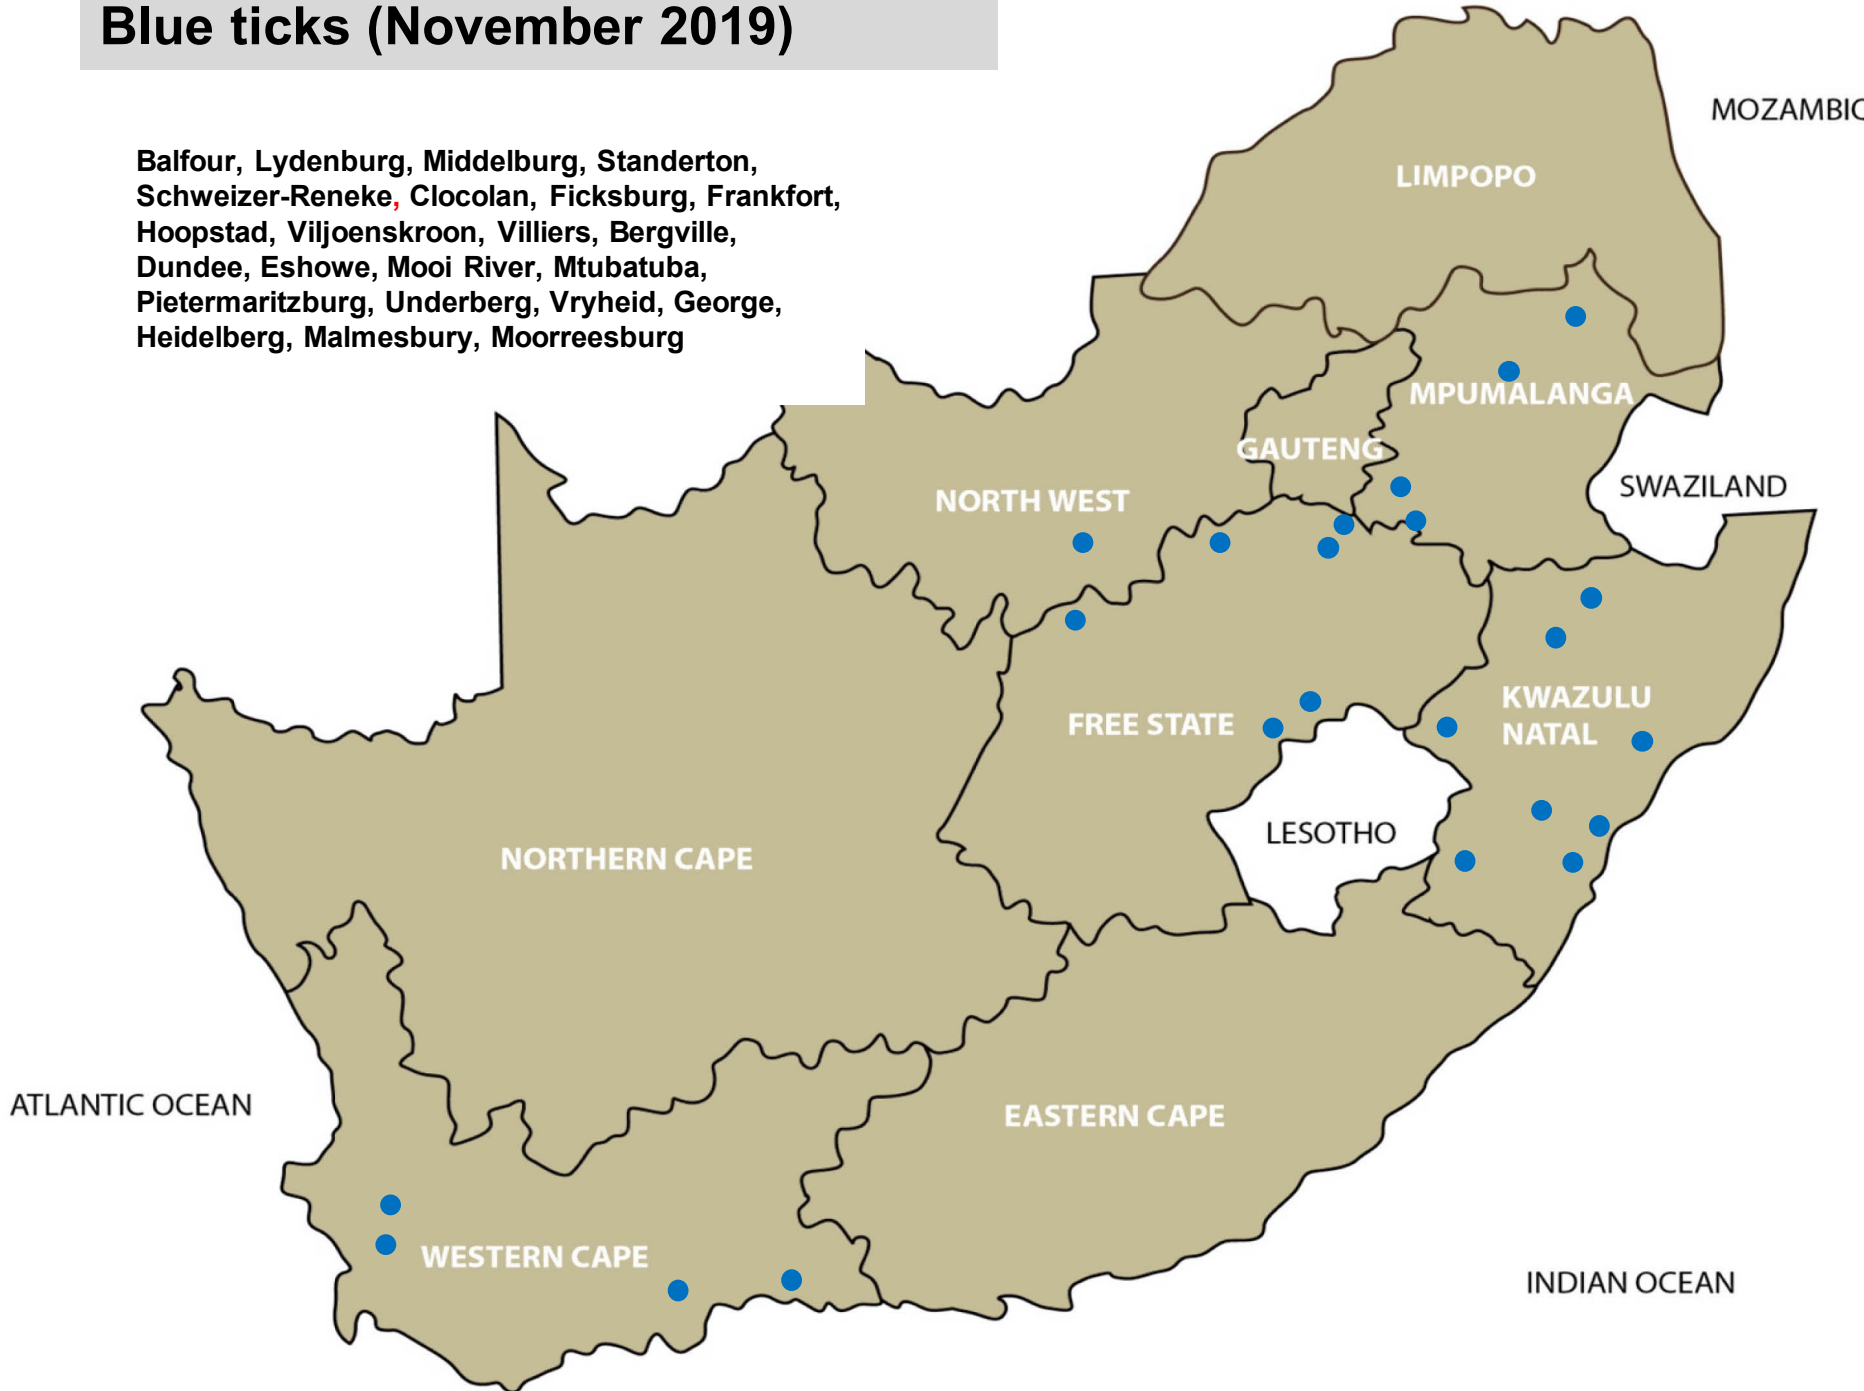 Blue ticks (November 2019)
Balfour, Lydenburg, Middelburg, Standerton,
Schweizer-Reneke, Clocolan, Ficksburg, Frankfort,
Hoopstad, Viljoenskroon, Villiers, Bergville,
Dundee, Eshowe, Mooi River, Mtubatuba,
Pietermaritzburg, Underberg, Vryheid, George,
Heidelberg, Malmesbury, Moorreesburg
MOZAMBIQ
LIMPOPO
MPUMALANGA
GAUTENG
SWAZILAND
NORTH WEST
KWAZULU
NATAL
FREE STATE
LESOTHO
NORTHERN CAPE
ATLANTIC OCEAN
EASTERN CAPE
WESTERN CAPE
INDIAN OCEAN